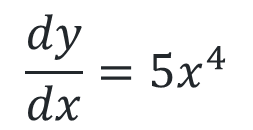 dy/dx = 5x⁴